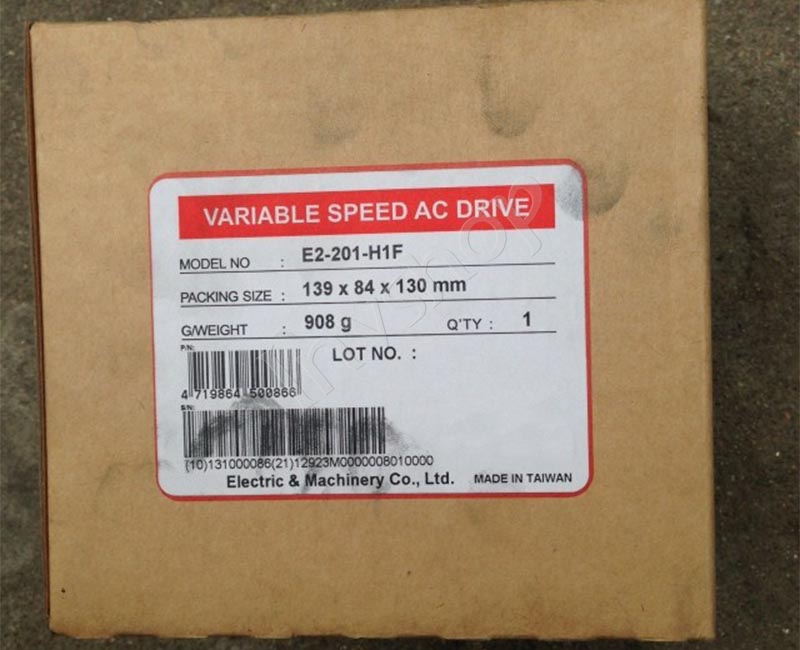 VARIABLE SPEED AC DRIVE
MODEL NO : E2-201-H1F
PACKING SIZE : 139 x 84 x 130 mm
G/WEIGHT : 908 g Q'TY : 1
P/N: LOT NO. :
4 719864 500866
S/N:
(10)131000086(21)12923M0000008010000
Electric & Machinery Co., Ltd. MADE IN TAIWAN